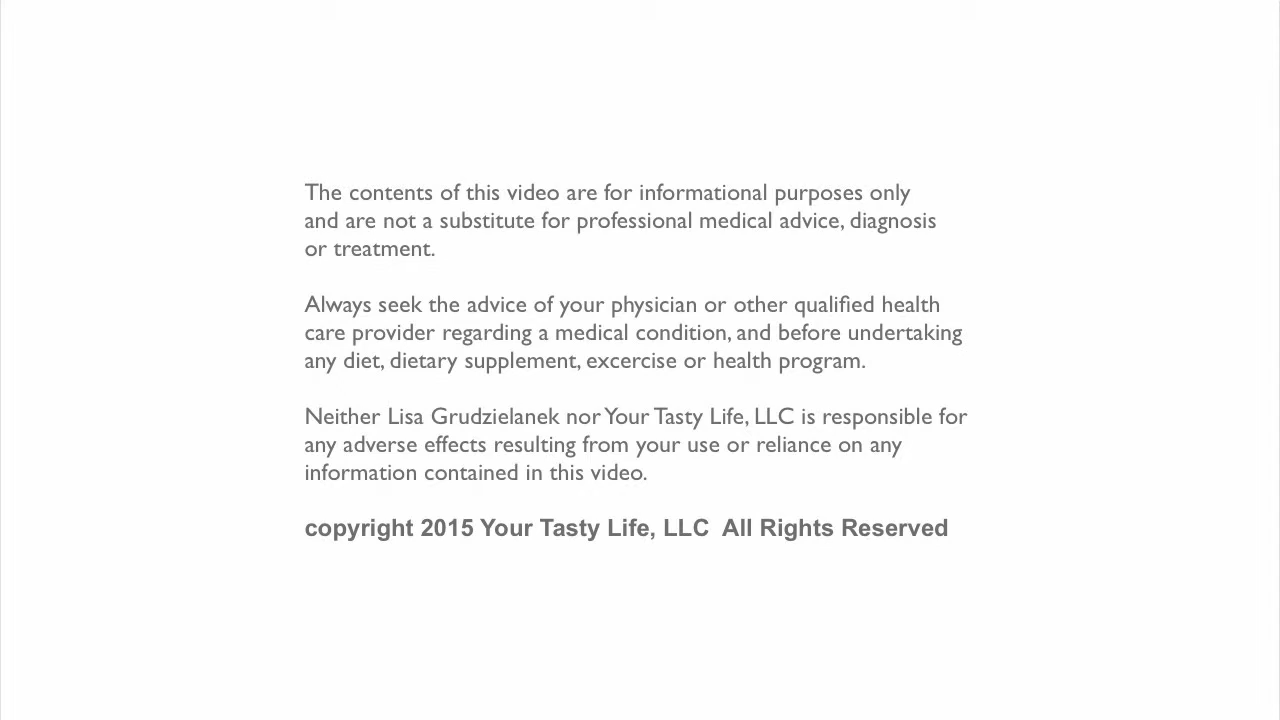 The contents of this video are for informational purposes only
and are not a substitute for professional medical advice, diagnosis
or treatment.
Always seek the advice of your physician or other qualified health
care provider regarding a medical condition, and before undertaking
any diet, dietary supplement, excercise or health program.
Neither Lisa Grudzielanek nor Your Tasty Life, LLC is responsible for
any adverse effects resulting from your use or reliance on any
information contained in this video.
copyright 2015 Your Tasty Life, LLC  All Rights Reserved